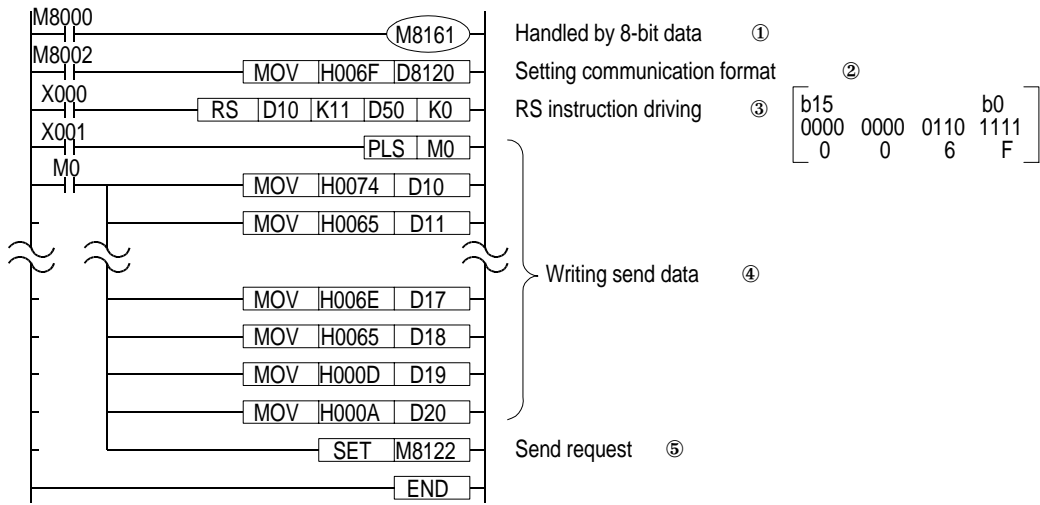 M8000
M8161 Handled by 8-bit data ①
M8002
MOV H006F D8120 Setting communication format ②
X000
RS D10 K11 D50 K0 RS instruction driving ③
b15 b0
0000 0000 0110 1111
0 0 6 F
X001
PLS M0
M0
MOV H0074 D10
MOV H0065 D11
Writing send data ④
MOV H006E D17
MOV H0065 D18
MOV H000D D19
MOV H000A D20
SET M8122 Send request ⑤
END